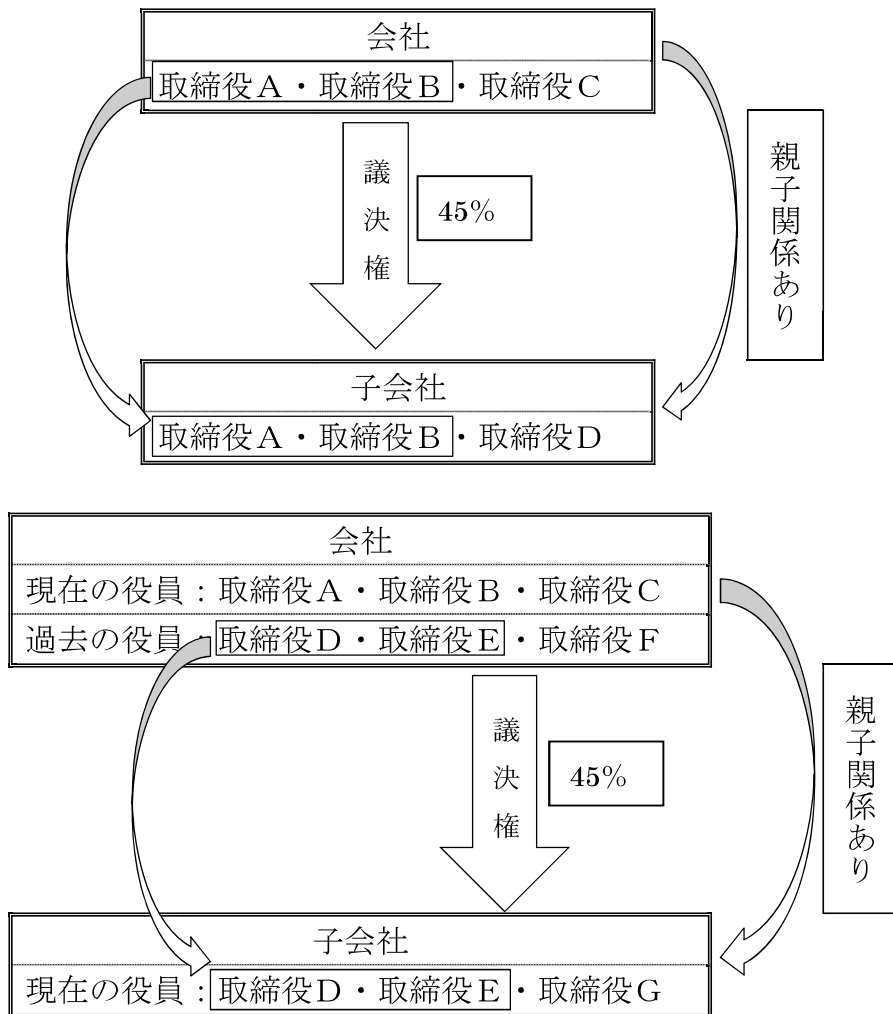 会社
取締役A・取締役B・取締役C
議決権
45%
親子関係あり
子会社
取締役A・取締役B・取締役D
会社
現在の役員：取締役A・取締役B・取締役C
過去の役員：取締役D・取締役E・取締役F
議決権
45%
親子関係あり
子会社
現在の役員：取締役D・取締役E・取締役G